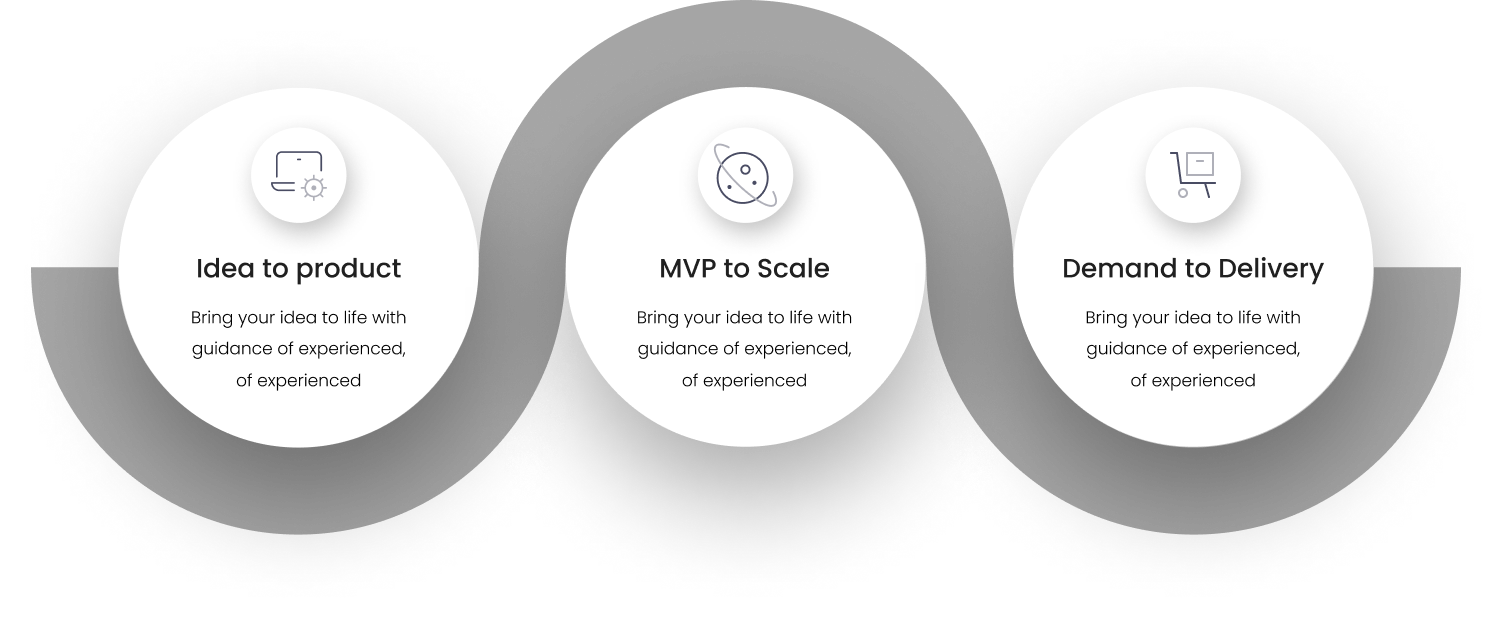 Idea to product
Bring your idea to life with
guidance of experienced,
of experienced
MVP to Scale
Bring your idea to life with
guidance of experienced,
of experienced
Demand to Delivery
Bring your idea to life with
guidance of experienced,
of experienced